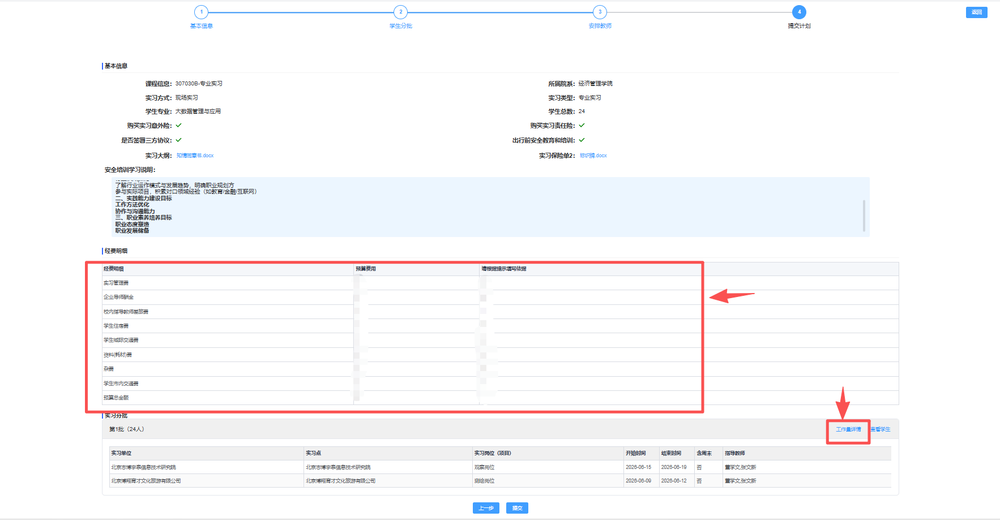 1
2
3
4
返回
基本信息
学生分批
安排教师
提交计划
基本信息
课程信息： 307030B-专业实习
所属院系： 经济管理学院
实习方式： 现场实习
实习类型： 专业实习
学生专业： 大数据管理与应用
学生总数： 24
购买实习意外险：
购买实习责任险：
是否签署三方协议：
出行前安全教育和培训：
实习大纲： 知情同意书.docx
实习保险单2： 标识牌.docx
安全培训学习说明：
了解行业运作模式与发展趋势，明确职业规划方
参与实际项目，积累对口领域经验（如教育/金融/互联网）
二、实践能力建设目标
工作方法优化
协作与沟通能力
三、职业素养培养目标
职业态度塑造
职业发展储备
经费明细
经费明细 预算费用 请根据提示填写依据
实习管理费
企业导师酬金
校内指导教师差旅费
学生住宿费
学生城际交通费
资料(耗材)费
杂费
学生市内交通费
预算总金额
实习分批
第1批（24人） 工作量详情 查看学生
实习单位 实习点 实习岗位（项目） 开始时间 结束时间 含周末 指导教师
北京志博宇泰信息技术研究院 北京志博宇泰信息技术研究院 观察岗位 2026-06-15 2026-06-19 否 董学文,张文新
北京博翔育才文化旅游有限公司 北京博翔育才文化旅游有限公司 测绘岗位 2026-06-09 2026-06-12 否 董学文,张文新
上一步 提交